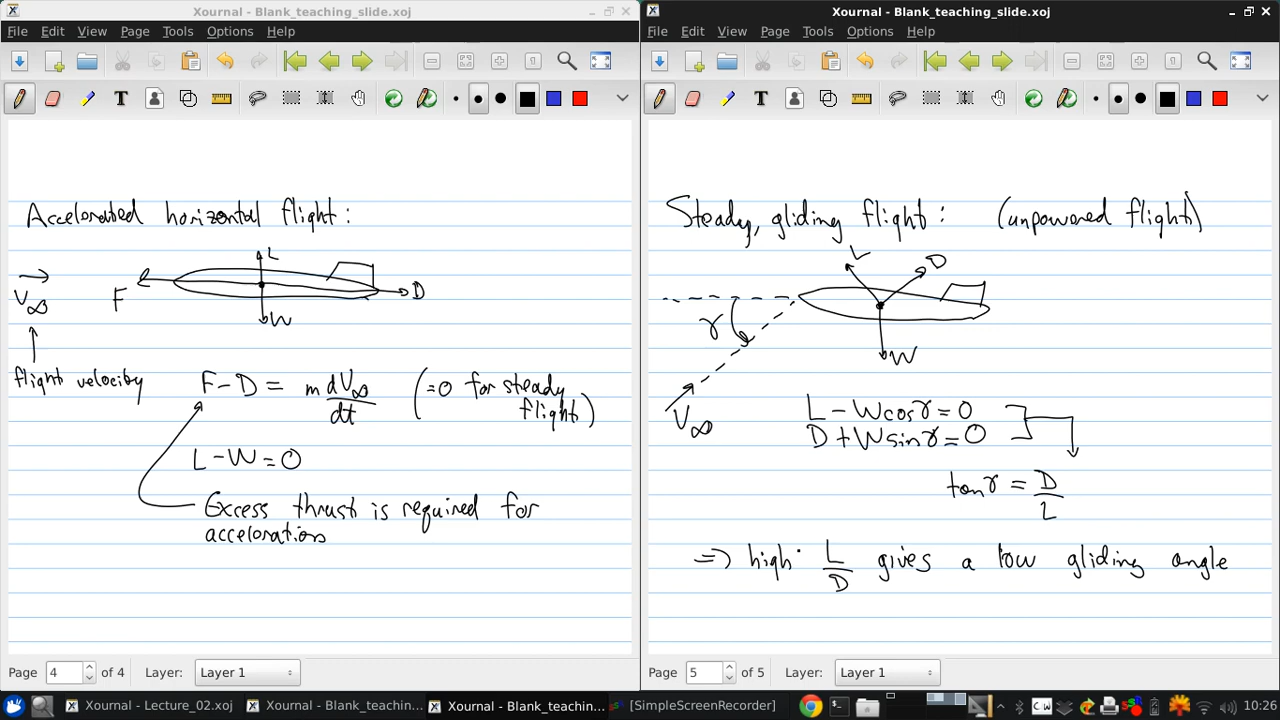 Xournal - Blank_teaching_slide.xoj
File Edit View Page Tools Options Help
Accelerated horizontal flight:
L
V∞
F
D
W
flight velocity
F-D = m dV∞/dt (=0 for steady flight)
L-W=0
Excess thrust is required for
acceleration
Page 4 of 4 Layer: Layer 1
Xournal - Blank_teaching_slide.xoj
File Edit View Page Tools Options Help
Steady, gliding flight: (unpowered flight)
L
D
γ
W
V∞
L-Wcosγ=0
D+Wsinγ=0
tanγ = D/L
=> high L/D gives a low gliding angle
Page 5 of 5 Layer: Layer 1
Xournal - Lecture_02.xoj
Xournal - Blank_teachin...
Xournal - Blank_teachin...
[SimpleScreenRecorder]
10:26